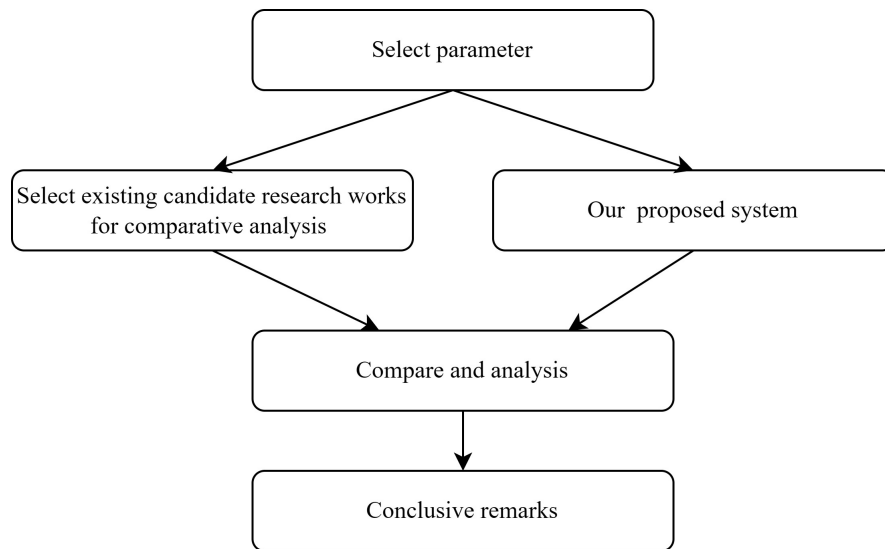 Select parameter
Select existing candidate research works
for comparative analysis
Our proposed system
Compare and analysis
Conclusive remarks